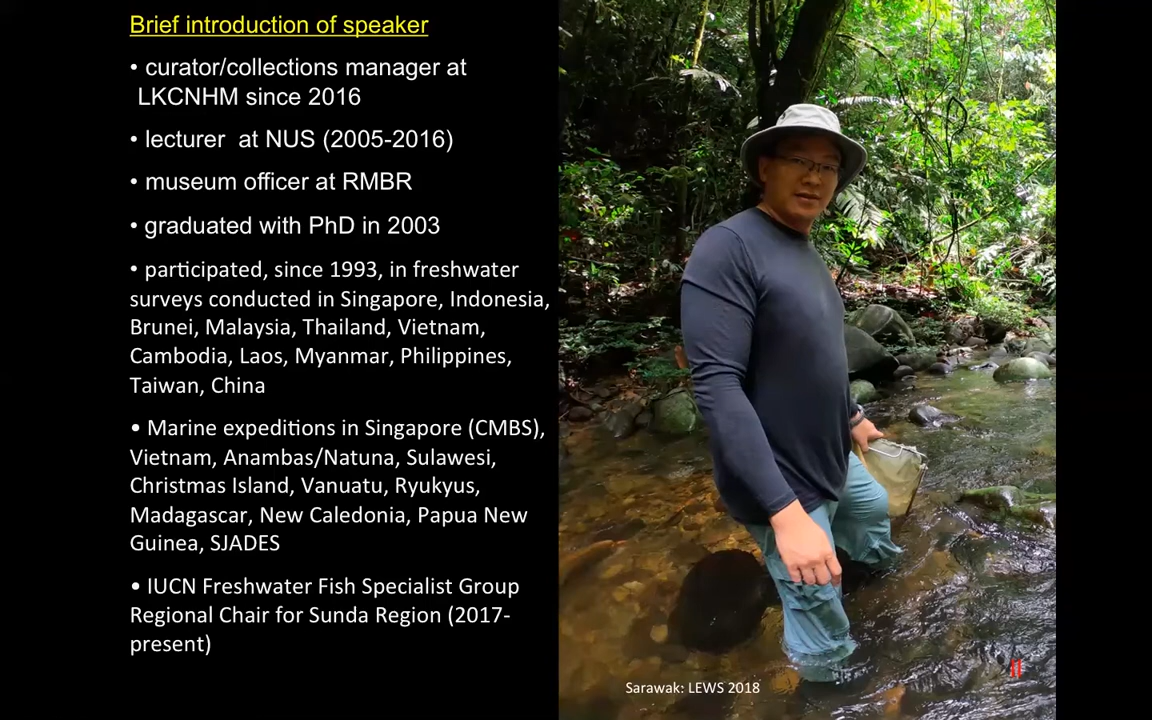 Brief introduction of speaker
• curator/collections manager at
LKCNHM since 2016
• lecturer at NUS (2005-2016)
• museum officer at RMBR
• graduated with PhD in 2003
• participated, since 1993, in freshwater
surveys conducted in Singapore, Indonesia,
Brunei, Malaysia, Thailand, Vietnam,
Cambodia, Laos, Myanmar, Philippines,
Taiwan, China
• Marine expeditions in Singapore (CMBS),
Vietnam, Anambas/Natuna, Sulawesi,
Christmas Island, Vanuatu, Ryukyus,
Madagascar, New Caledonia, Papua New
Guinea, SJADES
• IUCN Freshwater Fish Specialist Group
Regional Chair for Sunda Region (2017-
present)
Sarawak: LEWS 2018